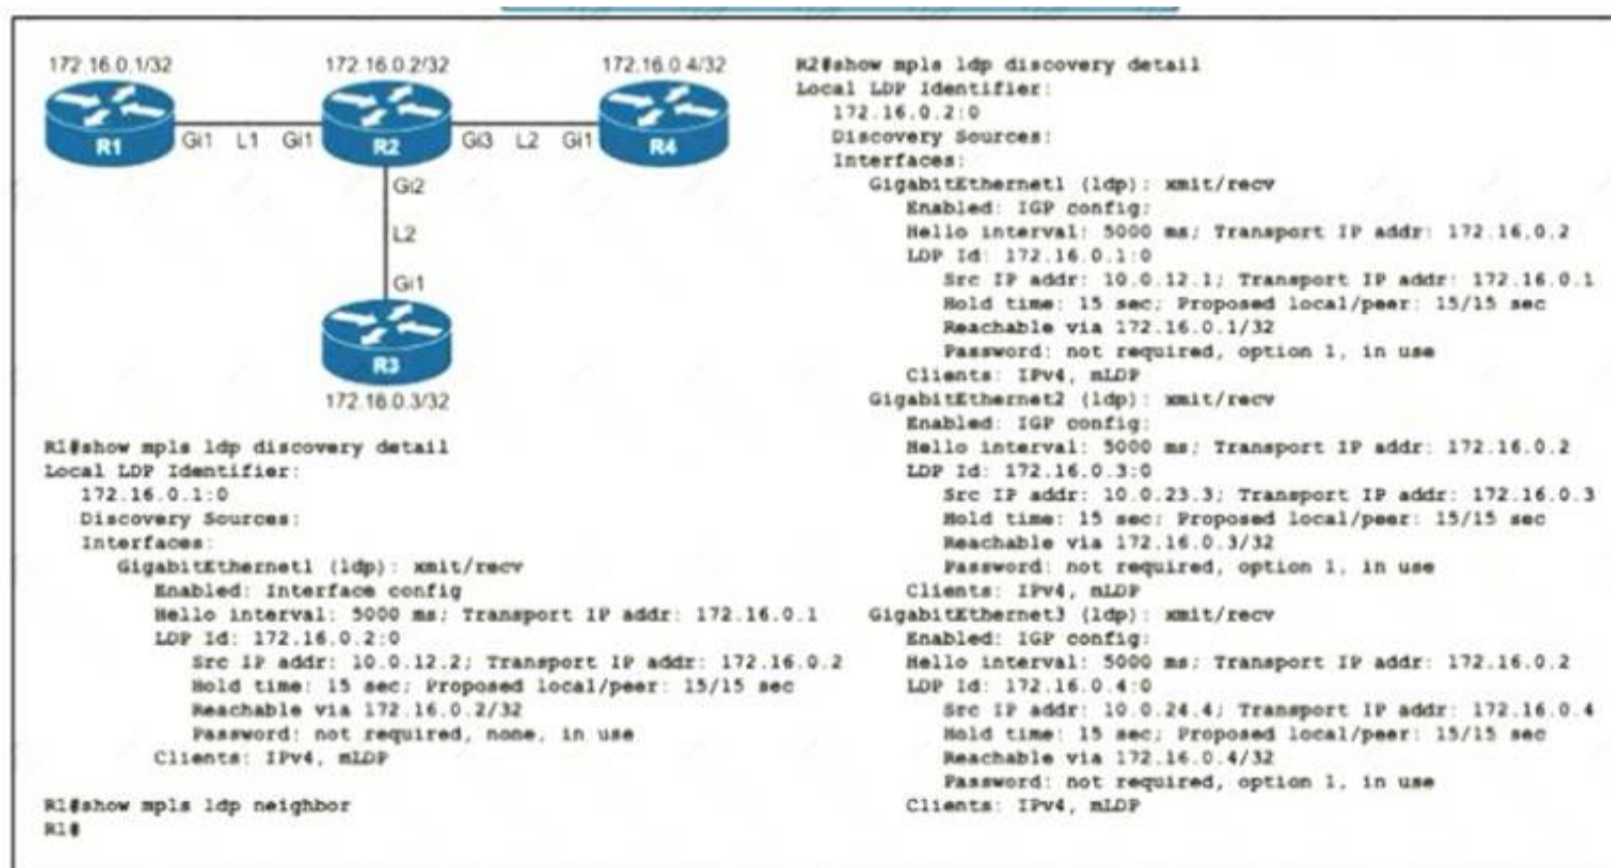 172.16.0.1/32
172.16.0.2/32
172.16.0.4/32
R1
Gi1
L1
Gi1
R2
Gi3
L2
Gi1
R4
Gi2
L2
Gi1
R3
172.16.0.3/32
R1#show mpls ldp discovery detail
Local LDP Identifier:
172.16.0.1:0
Discovery Sources:
Interfaces:
GigabitEthernet1 (ldp): xmit/recv
Enabled: Interface config
Hello interval: 5000 ms; Transport IP addr: 172.16.0.1
LDP Id: 172.16.0.2:0
Src IP addr: 10.0.12.2; Transport IP addr: 172.16.0.2
Hold time: 15 sec; Proposed local/peer: 15/15 sec
Reachable via 172.16.0.2/32
Password: not required, none, in use
Clients: IPv4, mLDP
R1#show mpls ldp neighbor
R1#
R2#show mpls ldp discovery detail
Local LDP Identifier:
172.16.0.2:0
Discovery Sources:
Interfaces:
GigabitEthernet1 (ldp): xmit/recv
Enabled: IGP config;
Hello interval: 5000 ms; Transport IP addr: 172.16.0.2
LDP Id: 172.16.0.1:0
Src IP addr: 10.0.12.1; Transport IP addr: 172.16.0.1
Hold time: 15 sec; Proposed local/peer: 15/15 sec
Reachable via 172.16.0.1/32
Password: not required, option 1, in use
Clients: IPv4, mLDP
GigabitEthernet2 (ldp): xmit/recv
Enabled: IGP config;
Hello interval: 5000 ms; Transport IP addr: 172.16.0.2
LDP Id: 172.16.0.3:0
Src IP addr: 10.0.23.3; Transport IP addr: 172.16.0.3
Hold time: 15 sec; Proposed local/peer: 15/15 sec
Reachable via 172.16.0.3/32
Password: not required, option 1, in use
Clients: IPv4, mLDP
GigabitEthernet3 (ldp): xmit/recv
Enabled: IGP config;
Hello interval: 5000 ms; Transport IP addr: 172.16.0.2
LDP Id: 172.16.0.4:0
Src IP addr: 10.0.24.4; Transport IP addr: 172.16.0.4
Hold time: 15 sec; Proposed local/peer: 15/15 sec
Reachable via 172.16.0.4/32
Password: not required, option 1, in use
Clients: IPv4, mLDP